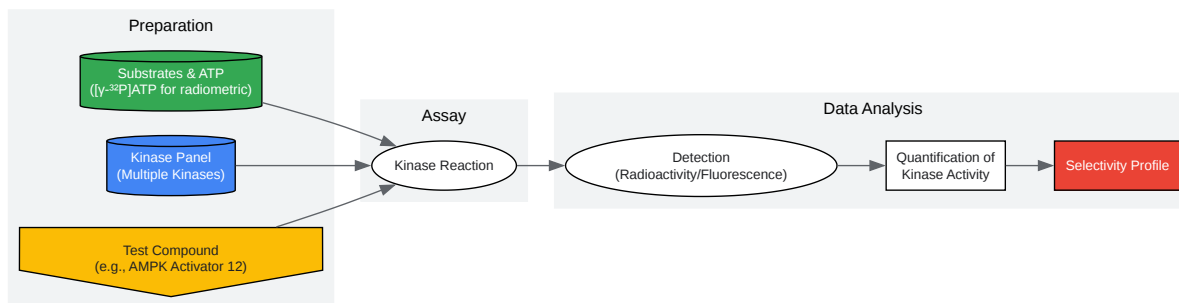 Preparation
Substrates & ATP
([γ-³²P]ATP for radiometric)
Kinase Panel
(Multiple Kinases)
Test Compound
(e.g., AMPK Activator 12)
Assay
Kinase Reaction
Data Analysis
Detection
(Radioactivity/Fluorescence)
Quantification of
Kinase Activity
Selectivity Profile